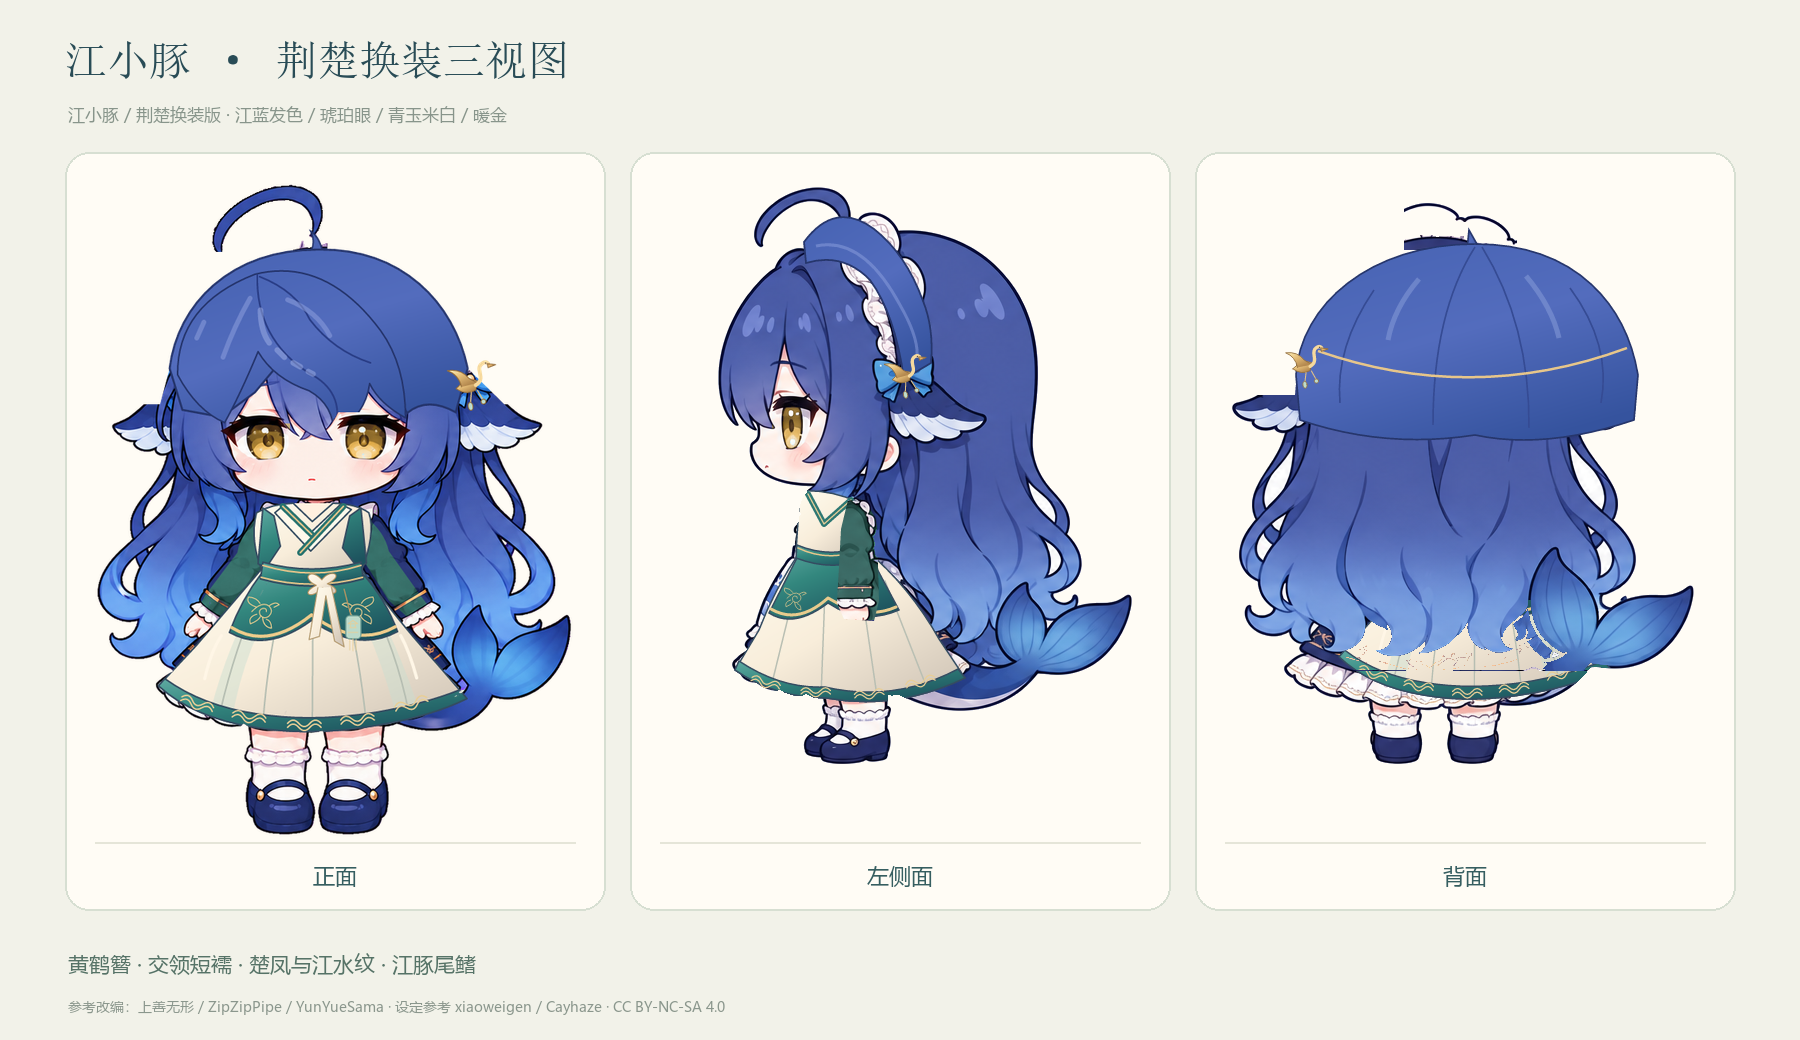 江小豚 • 荆楚换装三视图
江小豚 / 荆楚换装版 · 江蓝发色 / 琥珀眼 / 青玉米白 / 暖金
正面
左侧面
背面
黄鹤簪 · 交领短襦 · 楚凤与江水纹 · 江豚尾鳍
参考改编：上善无形 / ZipZipPipe / YunYueSama · 设定参考 xiaoweigen / Cayhaze · CC BY-NC-SA 4.0